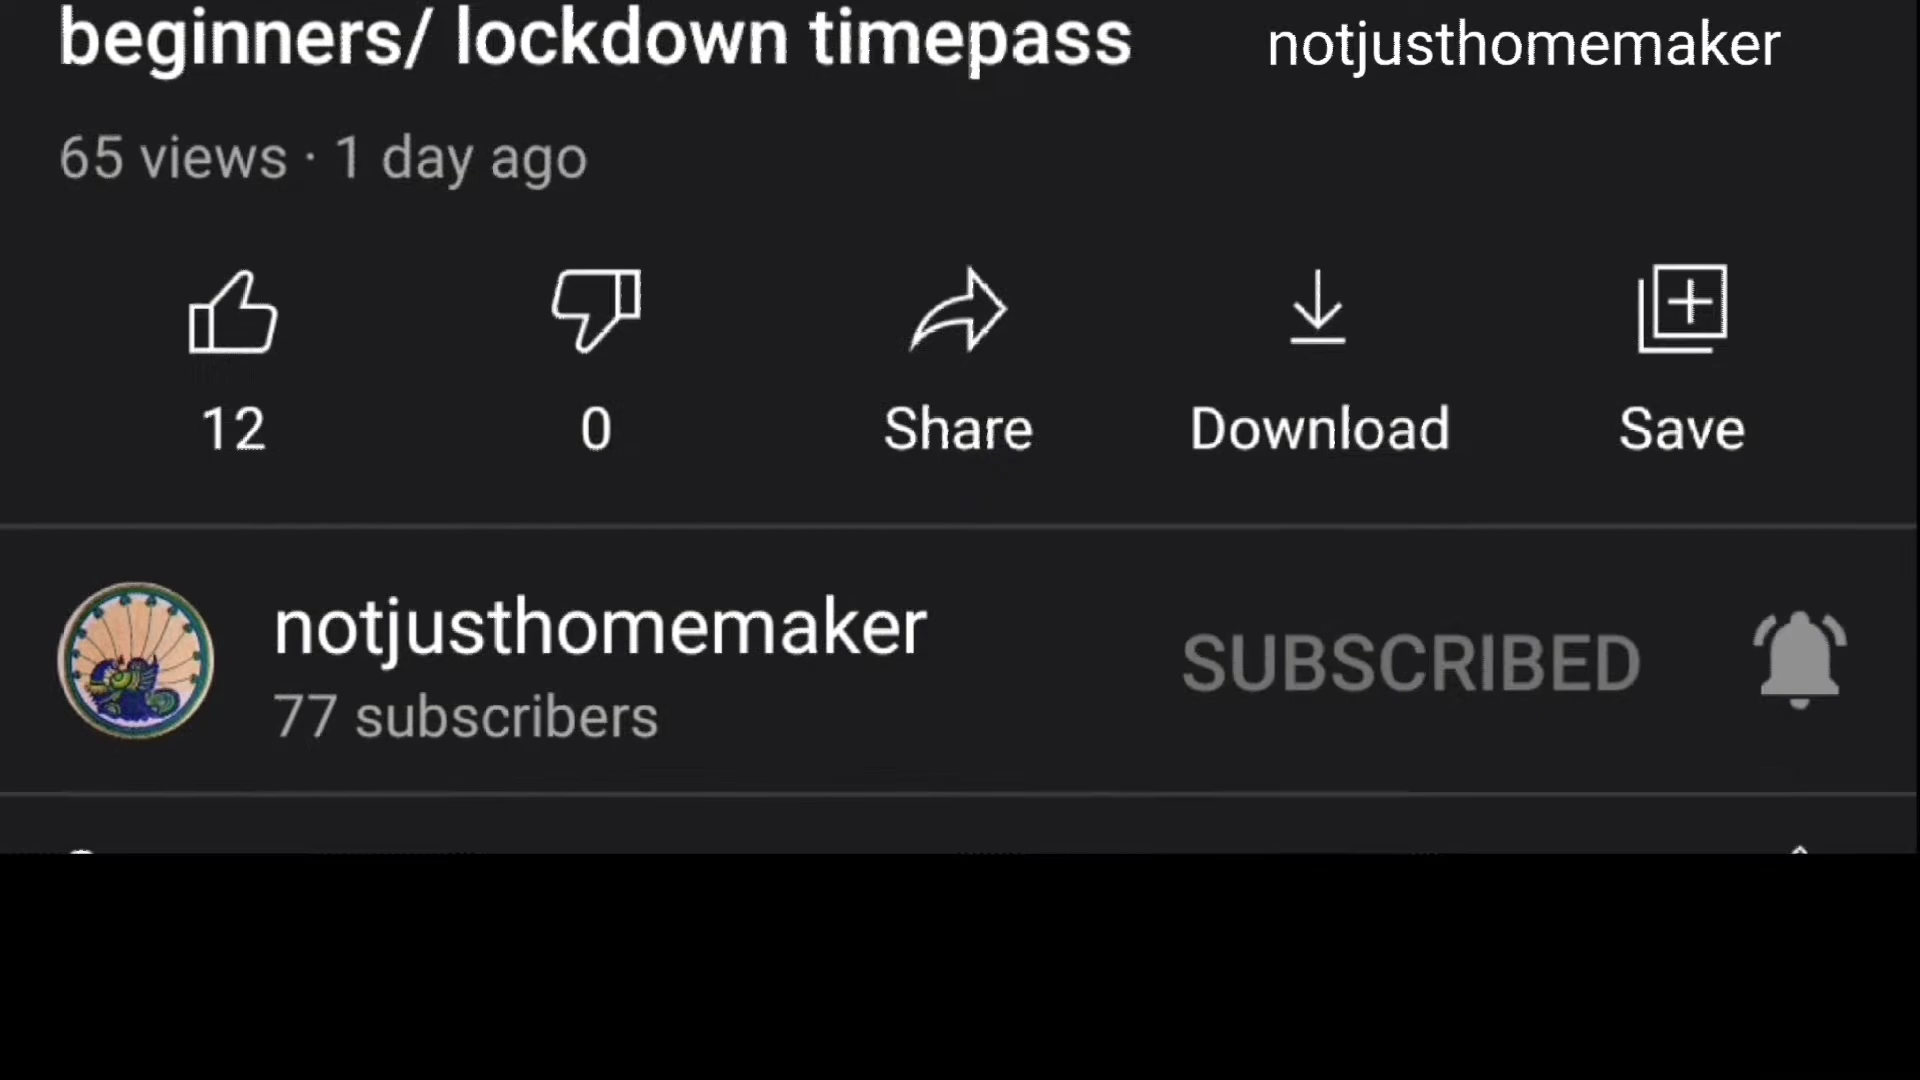 beginners/ lockdown timepass
notjusthomemaker
65 views · 1 day ago
12
0
Share
Download
Save
notjusthomemaker
SUBSCRIBED
77 subscribers